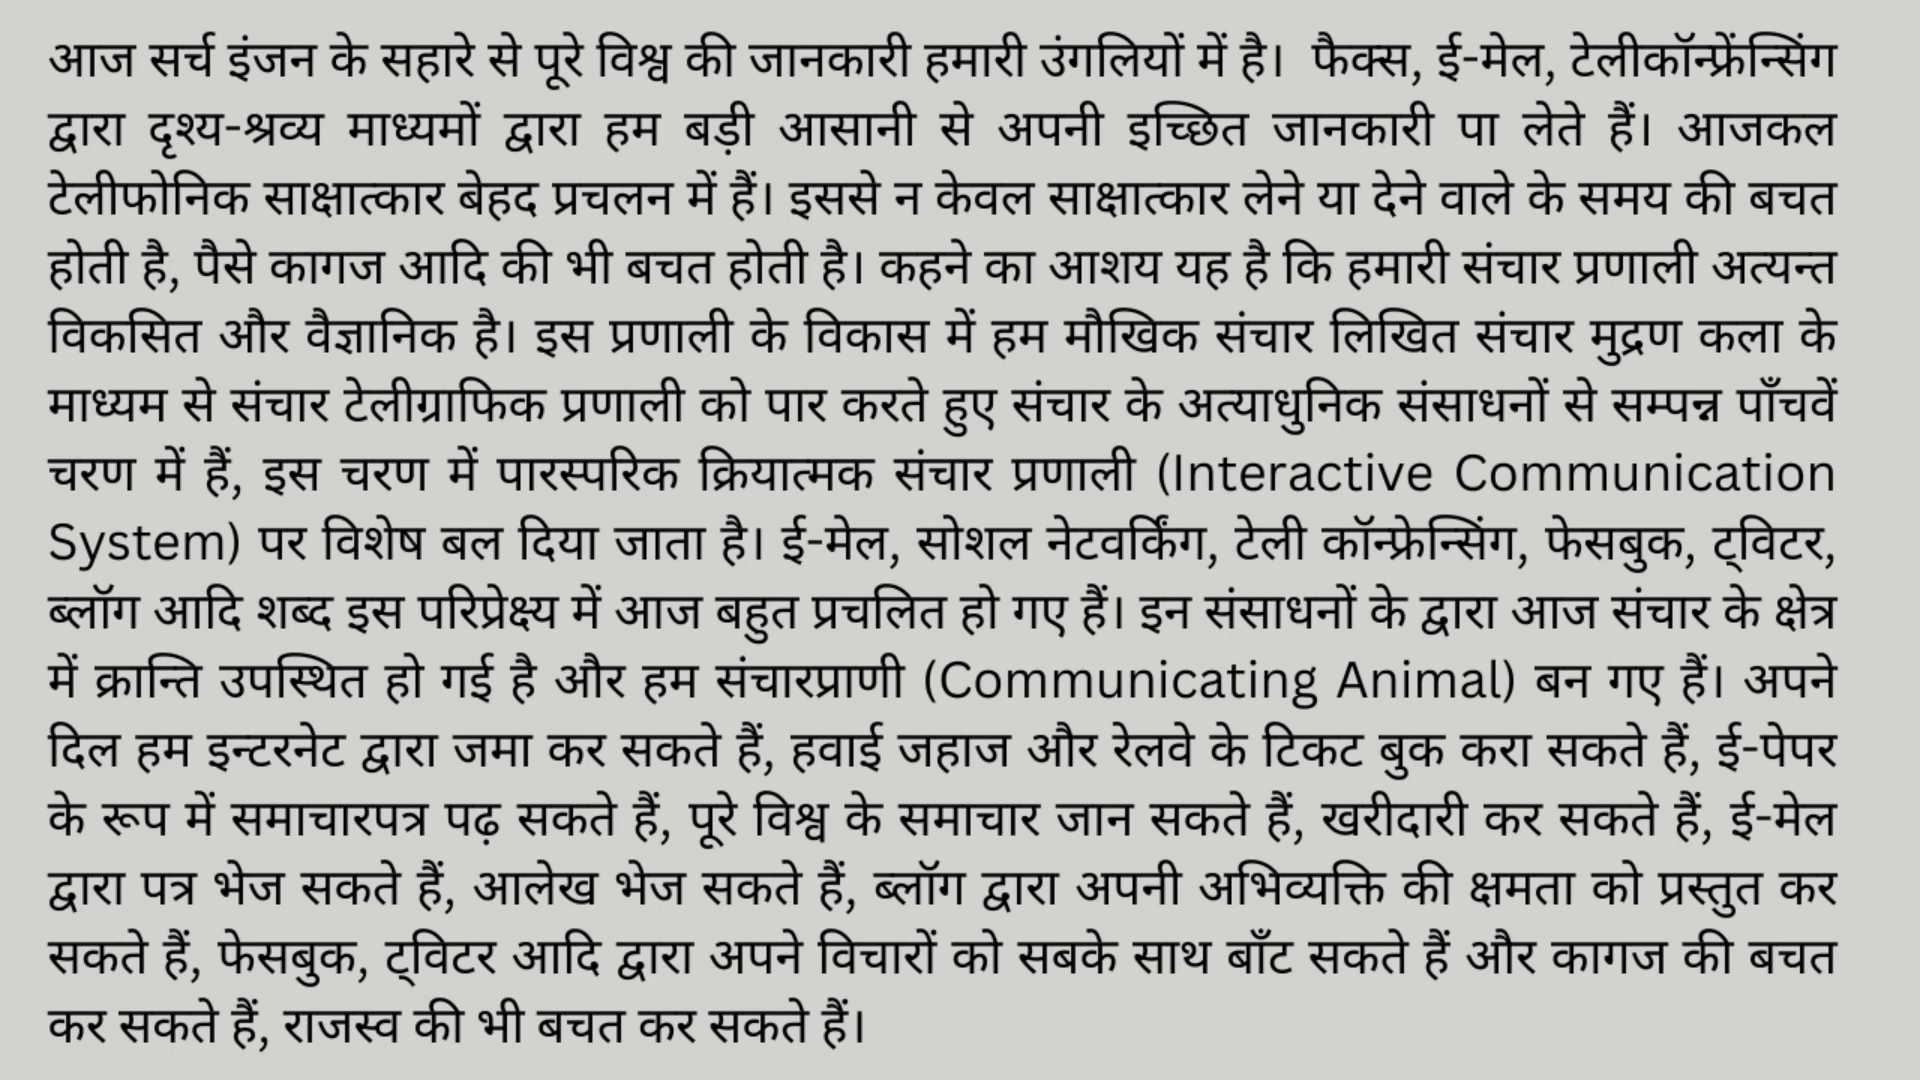 आज सर्च इंजन के सहारे से पूरे विश्व की जानकारी हमारी उंगलियों में है। फैक्स, ई-मेल, टेलीकॉन्फ्रेंन्सिंग
द्वारा दृश्य-श्रव्य माध्यमों द्वारा हम बड़ी आसानी से अपनी इच्छित जानकारी पा लेते हैं। आजकल
टेलीफोनिक साक्षात्कार बेहद प्रचलन में हैं। इससे न केवल साक्षात्कार लेने या देने वाले के समय की बचत
होती है, पैसे कागज आदि की भी बचत होती है। कहने का आशय यह है कि हमारी संचार प्रणाली अत्यन्त
विकसित और वैज्ञानिक है। इस प्रणाली के विकास में हम मौखिक संचार लिखित संचार मुद्रण कला के
माध्यम से संचार टेलीग्राफिक प्रणाली को पार करते हुए संचार के अत्याधुनिक संसाधनों से सम्पन्न पाँचवें
चरण में हैं, इस चरण में पारस्परिक क्रियात्मक संचार प्रणाली (Interactive Communication
System) पर विशेष बल दिया जाता है। ई-मेल, सोशल नेटवर्किंग, टेली कॉन्फ्रेन्सिंग, फेसबुक, ट्विटर,
ब्लॉग आदि शब्द इस परिप्रेक्ष्य में आज बहुत प्रचलित हो गए हैं। इन संसाधनों के द्वारा आज संचार के क्षेत्र
में क्रान्ति उपस्थित हो गई है और हम संचारप्राणी (Communicating Animal) बन गए हैं। अपने
दिल हम इन्टरनेट द्वारा जमा कर सकते हैं, हवाई जहाज और रेलवे के टिकट बुक करा सकते हैं, ई-पेपर
के रूप में समाचारपत्र पढ़ सकते हैं, पूरे विश्व के समाचार जान सकते हैं, खरीदारी कर सकते हैं, ई-मेल
द्वारा पत्र भेज सकते हैं, आलेख भेज सकते हैं, ब्लॉग द्वारा अपनी अभिव्यक्ति की क्षमता को प्रस्तुत कर
सकते हैं, फेसबुक, ट्विटर आदि द्वारा अपने विचारों को सबके साथ बाँट सकते हैं और कागज की बचत
कर सकते हैं, राजस्व की भी बचत कर सकते हैं।